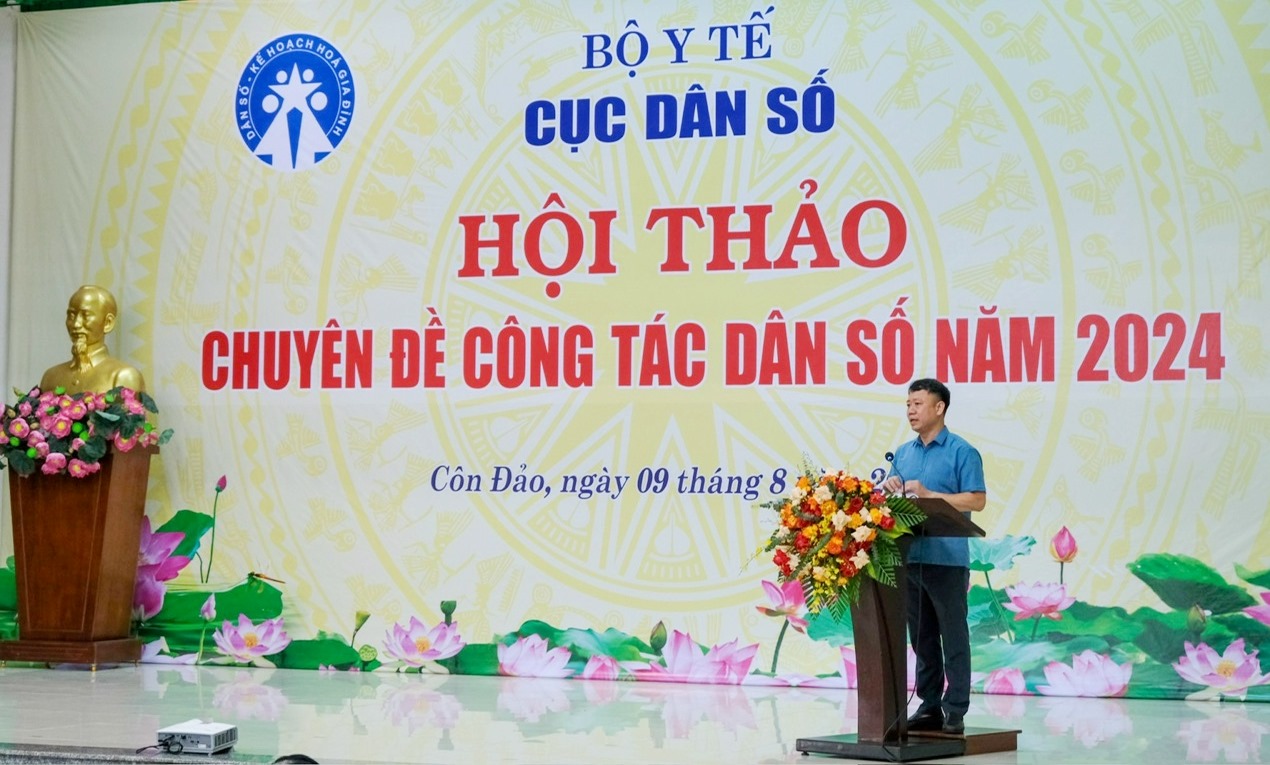 DÂN SỐ - KẾ HOẠCH HOÁ GIA ĐÌNH
BỘ Y TẾ
CỤC DÂN SỐ
HỘI THẢO
CHUYÊN ĐỀ CÔNG TÁC DÂN SỐ NĂM 2024
Côn Đảo, ngày 09 tháng 8